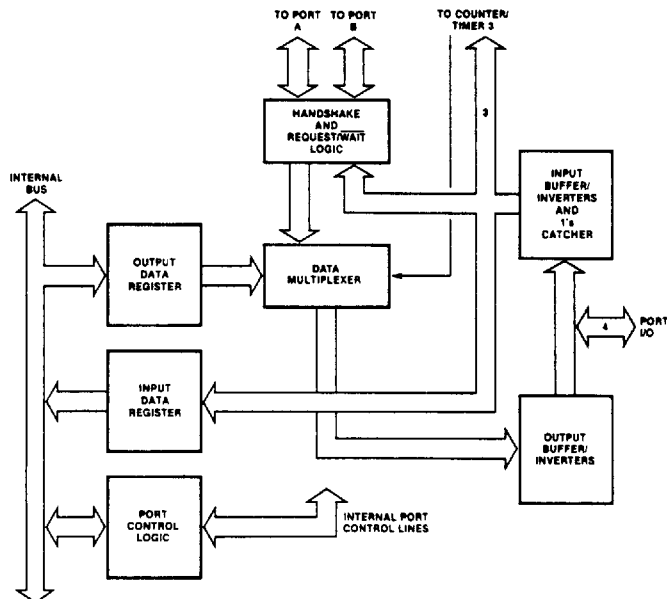 TO PORT
A
TO PORT
B
TO COUNTER/
TIMER 3
HANDSHAKE
AND
REQUEST/WAIT
LOGIC
3
INPUT
BUFFER/
INVERTERS
AND
1's
CATCHER
INTERNAL
BUS
OUTPUT
DATA
REGISTER
DATA
MULTIPLEXER
4
PORT
I/O
INPUT
DATA
REGISTER
OUTPUT
BUFFER/
INVERTERS
PORT
CONTROL
LOGIC
INTERNAL PORT
CONTROL LINES